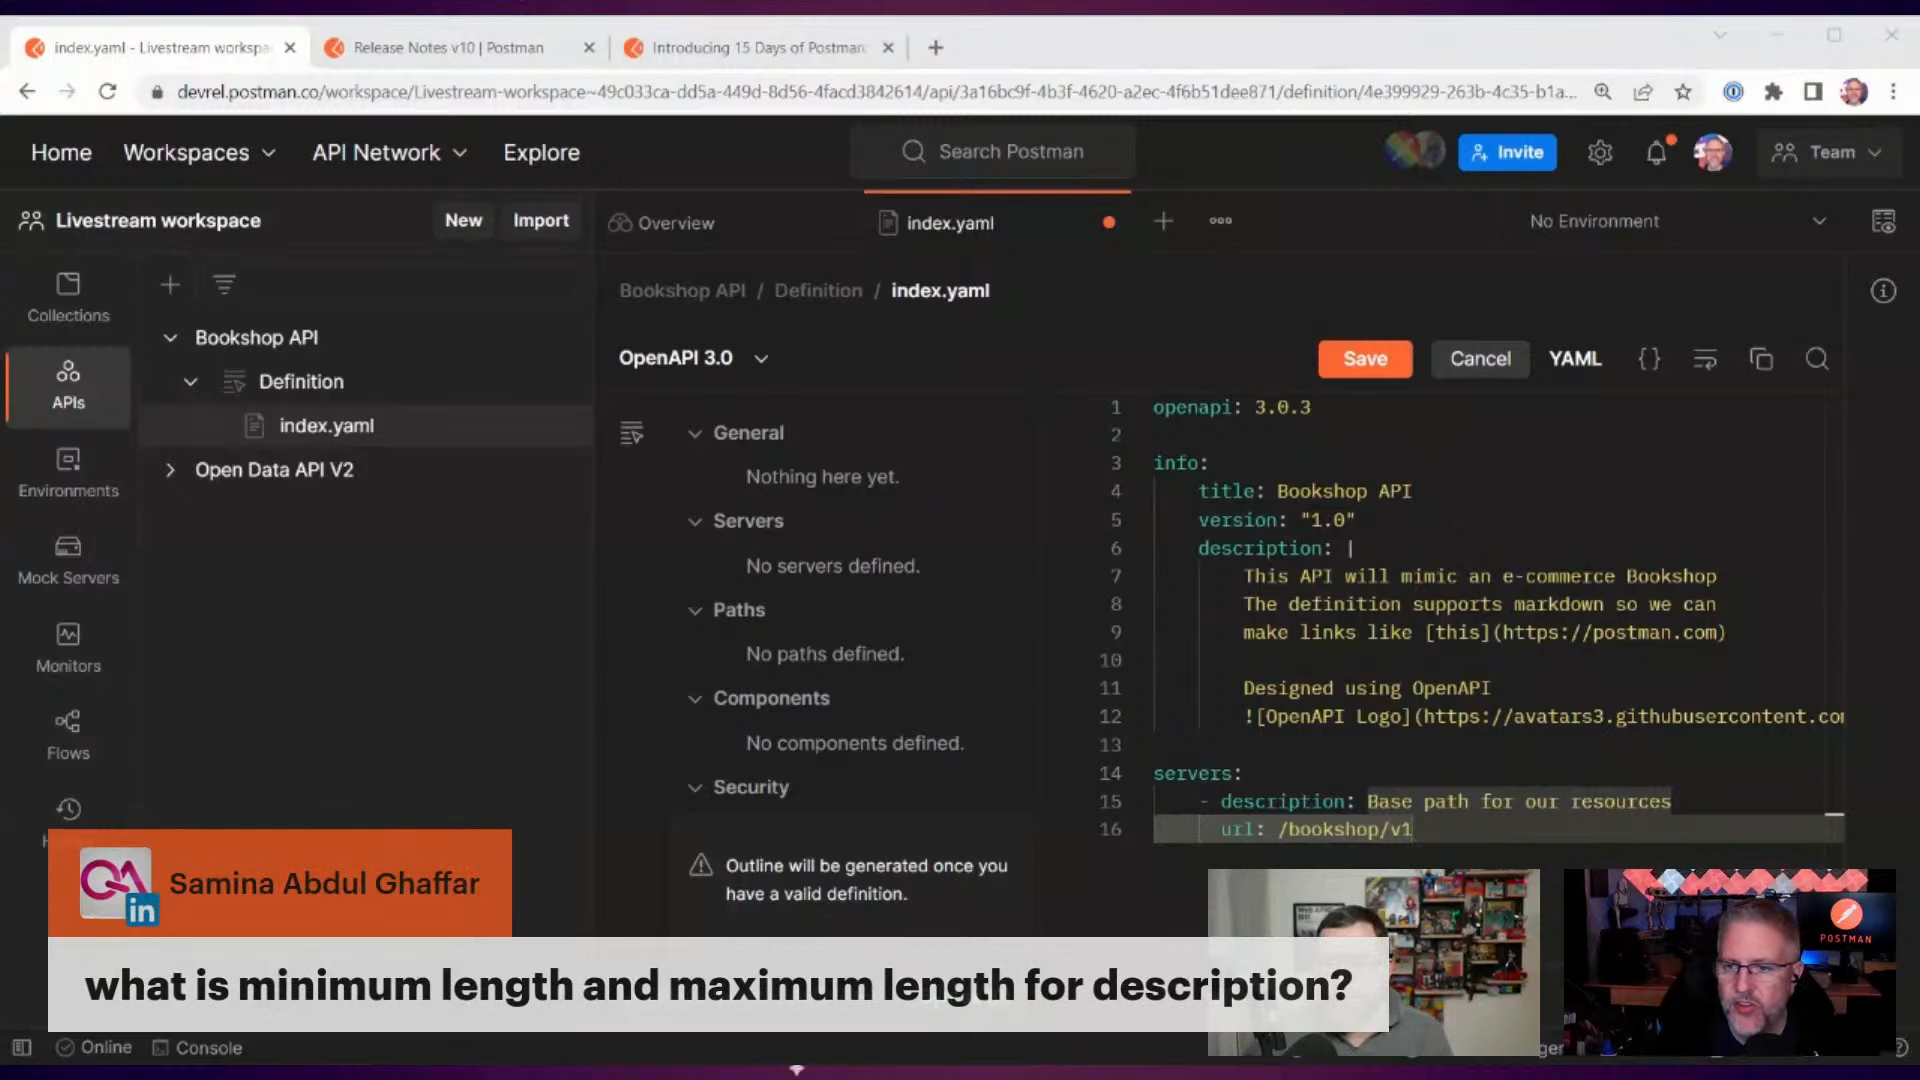 index.yaml - Livestream workspa
Release Notes v10 | Postman
Introducing 15 Days of Postman
devrel.postman.co/workspace/Livestream-workspace~49c033ca-dd5a-449d-8d56-4facd3842614/api/3a16bc9f-4b3f-4620-a2ec-4f6b51dee871/definition/4e399929-263b-4c35-b1a...
Home Workspaces API Network Explore
Search Postman
Invite
Team
Livestream workspace
New Import
Overview
index.yaml
No Environment
Collections
APIs
Environments
Mock Servers
Monitors
Flows
Bookshop API
Definition
index.yaml
Open Data API V2
Bookshop API / Definition / index.yaml
OpenAPI 3.0
Save Cancel YAML {}
General
Nothing here yet.
Servers
No servers defined.
Paths
No paths defined.
Components
No components defined.
Security
Outline will be generated once you
have a valid definition.
1 openapi: 3.0.3
2
3 info:
4 title: Bookshop API
5 version: "1.0"
6 description: |
7 This API will mimic an e-commerce Bookshop
8 The definition supports markdown so we can
9 make links like [this](https://postman.com)
10
11 Designed using OpenAPI
12 ![OpenAPI Logo](https://avatars3.githubusercontent.com
13
14 servers:
15 - description: Base path for our resources
16 url: /bookshop/v1
QA
in
Samina Abdul Ghaffar
what is minimum length and maximum length for description?
POSTMAN
Online Console